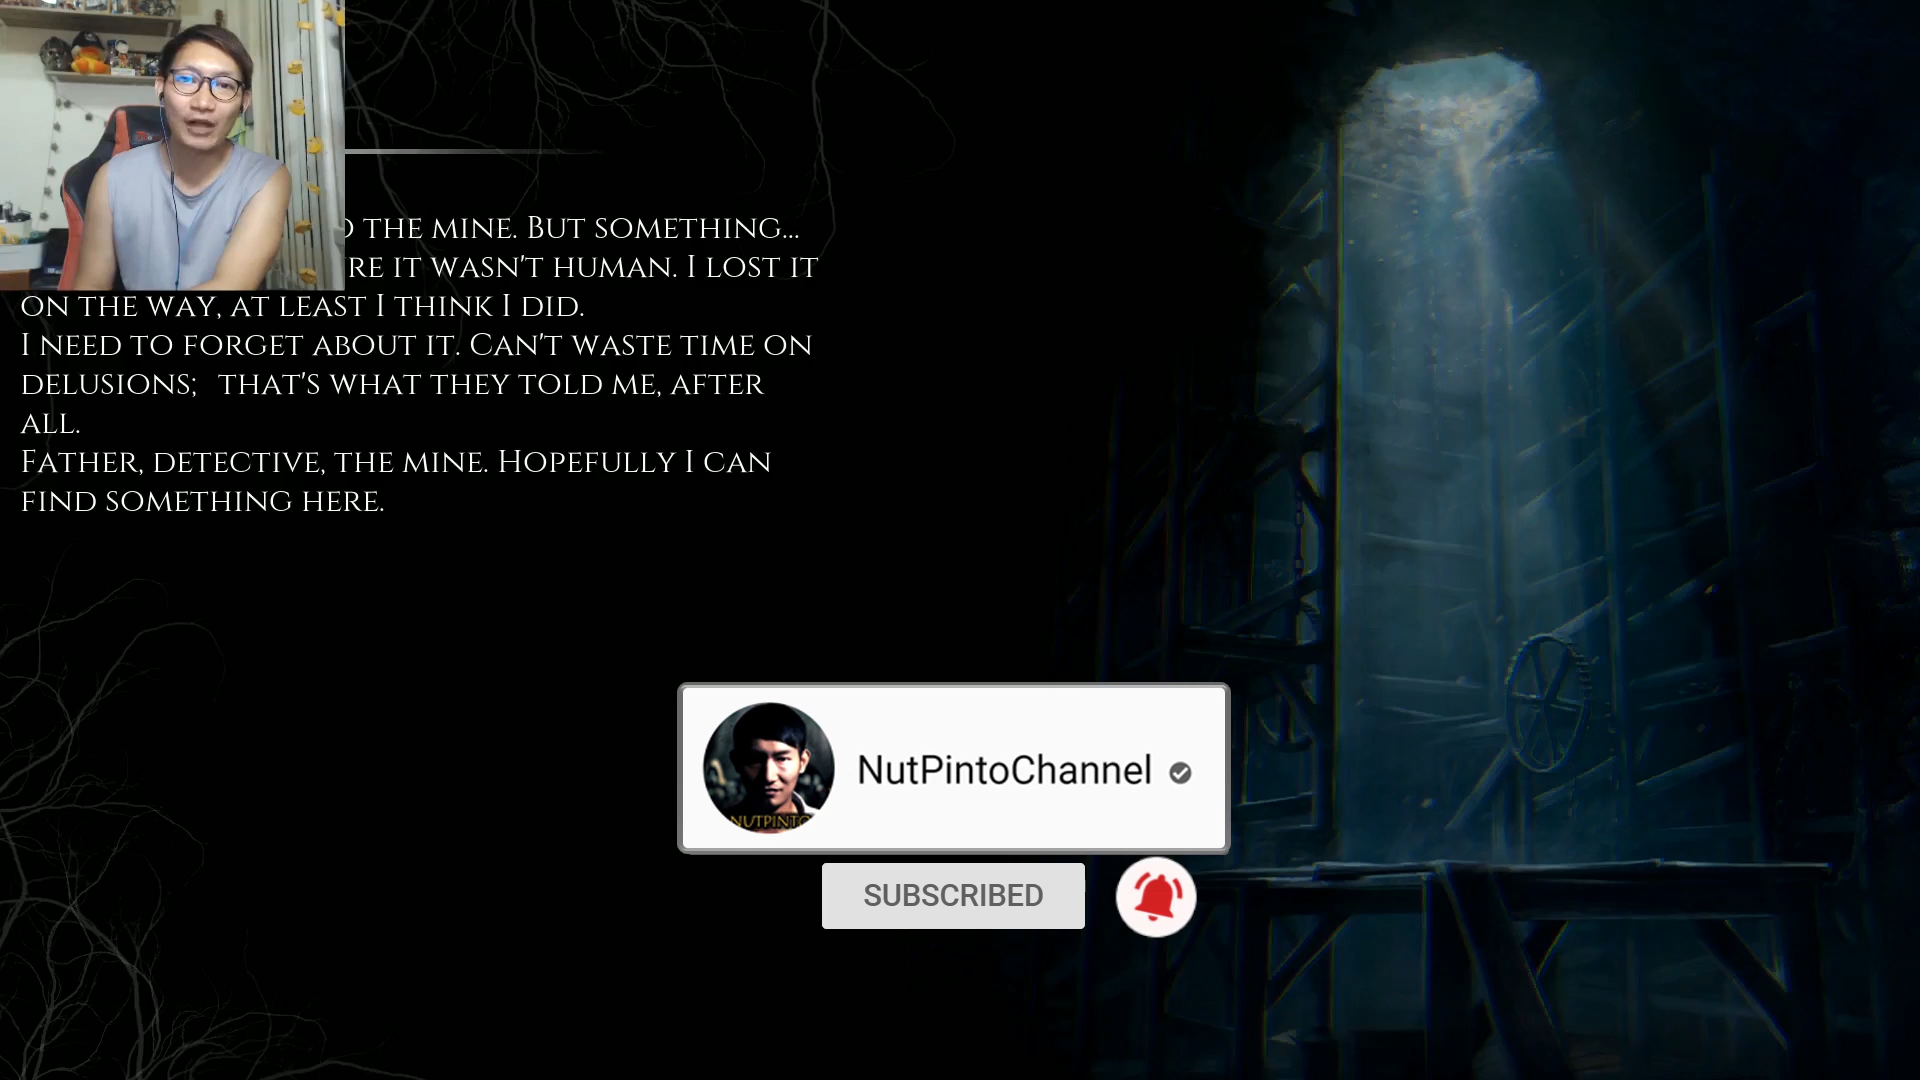 THE MINE. BUT SOMETHING...
RE IT WASN'T HUMAN. I LOST IT
ON THE WAY, AT LEAST I THINK I DID.
I NEED TO FORGET ABOUT IT. CAN'T WASTE TIME ON
DELUSIONS; THAT'S WHAT THEY TOLD ME, AFTER
ALL.
FATHER, DETECTIVE, THE MINE. HOPEFULLY I CAN
FIND SOMETHING HERE.
NutPintoChannel
NUTPINTO
SUBSCRIBED